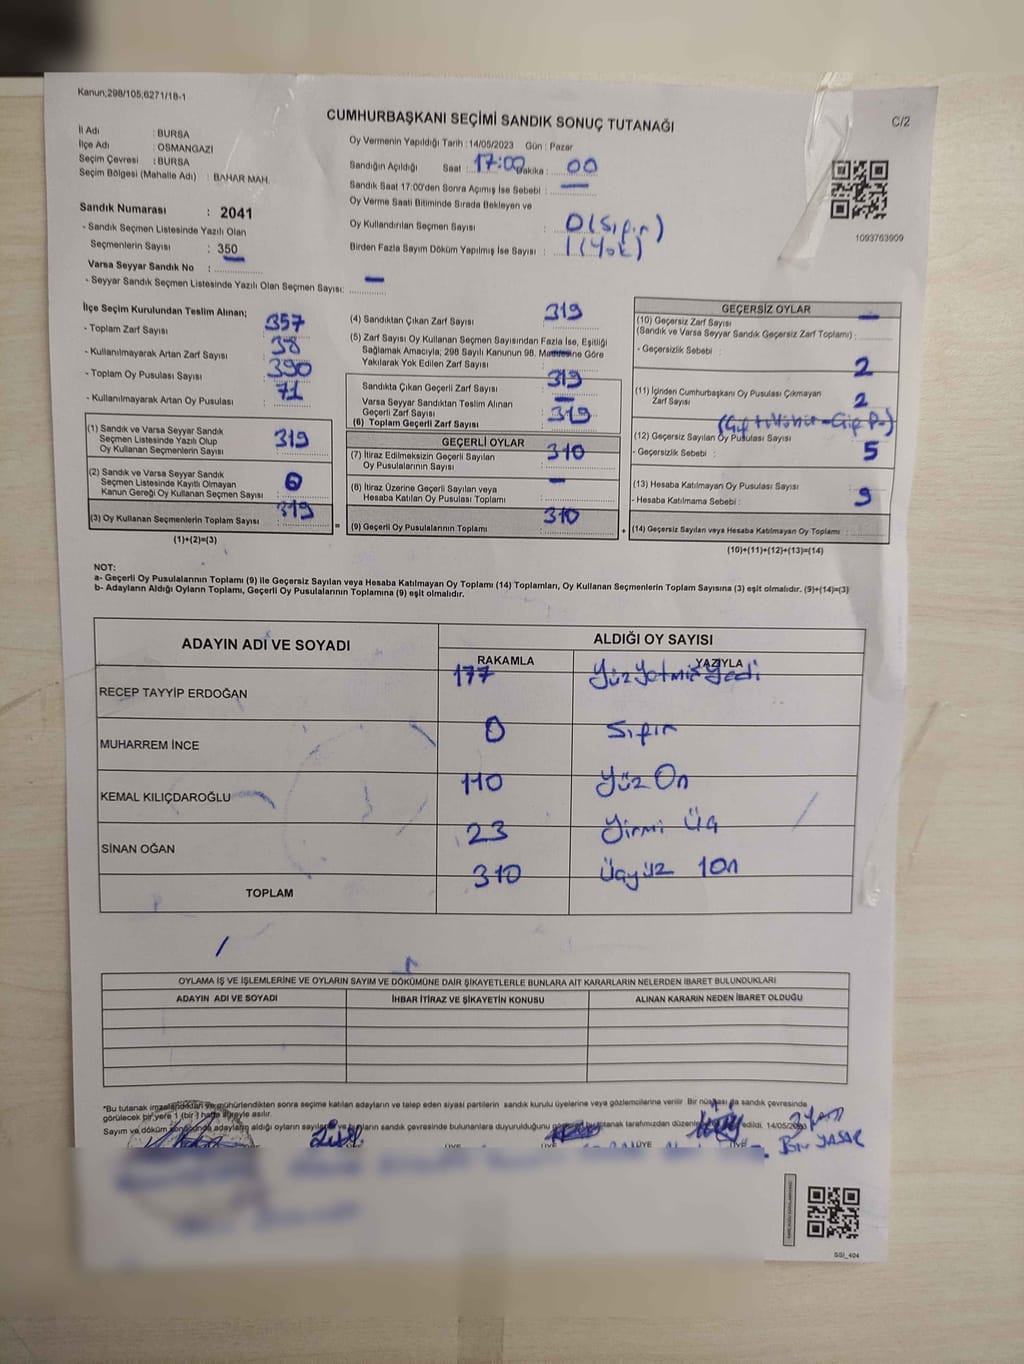 Kanun;298/105;6271/18-1
CUMHURBAŞKANI SEÇİMİ SANDIK SONUÇ TUTANAĞI
C/2
İl Adı : BURSA
İlçe Adı : OSMANGAZİ
Seçim Çevresi : BURSA
Seçim Bölgesi (Mahalle Adı) : BAHAR MAH.
Sandık Numarası : 2041
- Sandık Seçmen Listesinde Yazılı Olan
Seçmenlerin Sayısı : 350
Varsa Seyyar Sandık No :
- Seyyar Sandık Seçmen Listesinde Yazılı Olan Seçmen Sayısı: —
Oy Vermenin Yapıldığı Tarih : 14/05/2023 Gün : Pazar
Sandığın Açıldığı Saat : 17:00 Dakika : 00
Sandık Saat 17:00'den Sonra Açımış İse Sebebi : —
Oy Verme Saati Bitiminde Sırada Bekleyen ve
Oy Kullandırılan Seçmen Sayısı : 0 (Sıfır)
Birden Fazla Sayım Döküm Yapılmış İse Sayısı : 1 (Yok)
1093763909
İlçe Seçim Kurulundan Teslim Alınan;
- Toplam Zarf Sayısı : 357
- Kullanılmayarak Artan Zarf Sayısı : 38
- Toplam Oy Pusulası Sayısı : 390
- Kullanılmayarak Artan Oy Pusulası : 71
(1) Sandık ve Varsa Seyyar Sandık
Seçmen Listesinde Yazılı Olup
Oy Kullanan Seçmenlerin Sayısı : 319
(2) Sandık ve Varsa Seyyar Sandık
Seçmen Listesinde Kayıtlı Olmayan
Kanun Gereği Oy Kullanan Seçmen Sayısı : 0
(3) Oy Kullanan Seçmenlerin Toplam Sayısı : 319
(1)+(2)=(3)
(4) Sandıktan Çıkan Zarf Sayısı : 319
(5) Zarf Sayısı Oy Kullanan Seçmen Sayısından Fazla İse, Eşitliği
Sağlamak Amacıyla; 298 Sayılı Kanunun 98. Maddesine Göre
Yakılarak Yok Edilen Zarf Sayısı : —
Sandıkta Çıkan Geçerli Zarf Sayısı : 319
Varsa Seyyar Sandıktan Teslim Alınan
Geçerli Zarf Sayısı : —
(6) Toplam Geçerli Zarf Sayısı : 319
GEÇERLİ OYLAR
(7) İtiraz Edilmeksizin Geçerli Sayılan
Oy Pusulalarının Sayısı : 310
(8) İtiraz Üzerine Geçerli Sayılan veya
Hesaba Katılan Oy Pusulası Toplamı : —
(9) Geçerli Oy Pusulalarının Toplamı : 310
GEÇERSİZ OYLAR
(10) Geçersiz Zarf Sayısı
(Sandık ve Varsa Seyyar Sandık Geçersiz Zarf Toplamı) : —
- Geçersizlik Sebebi :
2
(11) İçinden Cumhurbaşkanı Oy Pusulası Çıkmayan
Zarf Sayısı : 2
(12) Geçersiz Sayılan Oy Pusulası Sayısı
- Geçersizlik Sebebi : 5
(13) Hesaba Katılmayan Oy Pusulası Sayısı
- Hesaba Katılmama Sebebi : 9
(14) Geçersiz Sayılan veya Hesaba Katılmayan Oy Toplamı :
(10)+(11)+(12)+(13)=(14)
NOT:
a- Geçerli Oy Pusulalarının Toplamı (9) ile Geçersiz Sayılan veya Hesaba Katılmayan Oy Toplamı (14) Toplamları, Oy Kullanan Seçmenlerin Toplam Sayısına (3) eşit olmalıdır. (9)+(14)=(3)
b- Adayların Aldığı Oyların Toplamı, Geçerli Oy Pusulalarının Toplamına (9) eşit olmalıdır.
ADAYIN ADI VE SOYADI ALDIĞI OY SAYISI
RAKAMLA YAZIYLA
RECEP TAYYİP ERDOĞAN 177 Yüz Yetmiş Yedi
MUHARREM İNCE 0 Sıfır
KEMAL KILIÇDAROĞLU 110 Yüz On
SİNAN OĞAN 23 Yirmi Üç
TOPLAM 310 Üçyüz 10n
OYLAMA İŞ VE İŞLEMLERİNE VE OYLARIN SAYIM VE DÖKÜMÜNE DAİR ŞİKAYETLERLE BUNLARA AİT KARARLARIN NELERDEN İBARET BULUNDUKLARI
ADAYIN ADI VE SOYADI İHBAR İTİRAZ VE ŞİKAYETİN KONUSU ALINAN KARARIN NEDEN İBARET OLDUĞU
*Bu tutanak imzalandıktan ve mühürlendikten sonra seçime katılan adayların ve talep eden siyasi partilerin sandık kurulu üyelerine veya gözlemcilerine verilir. Bir nüshası da sandık çevresinde
görülecek bir yere 1 (bir) hafta süreyle asılır.
Sayım ve döküm sonucunda adayların aldığı oyların sayıları ve oyların sandık çevresinde bulunanlara duyurulduğunu gösteren tutanak tarafımızdan düzenlendi. 14/05/2023
ÜYE
SSI_404